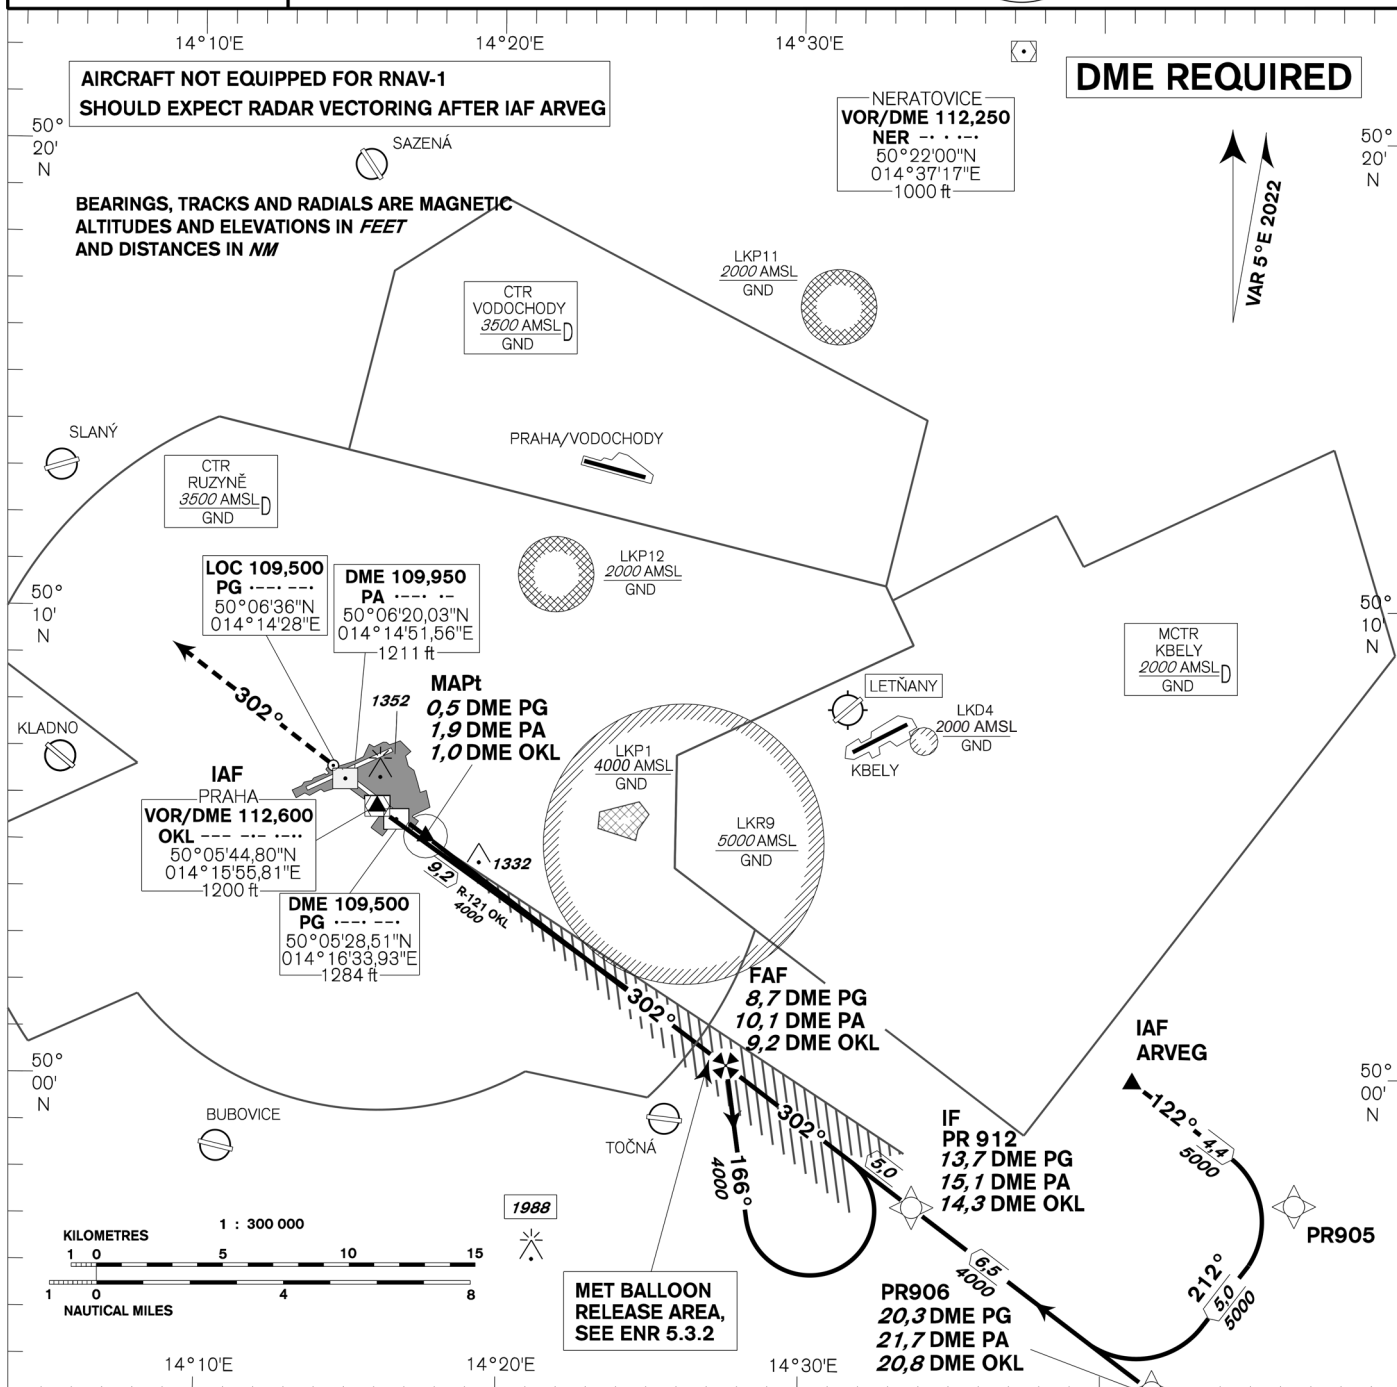 14°10'E
14°20'E
14°30'E
AIRCRAFT NOT EQUIPPED FOR RNAV-1
SHOULD EXPECT RADAR VECTORING AFTER IAF ARVEG
DME REQUIRED
NERATOVICE
VOR/DME 112,250
NER -· · ·-·
50°22'00"N
014°37'17"E
1000 ft
50°
20'
N
50°
20'
N
SAZENÁ
BEARINGS, TRACKS AND RADIALS ARE MAGNETIC
ALTITUDES AND ELEVATIONS IN FEET
AND DISTANCES IN NM
VAR 5°E 2022
LKP11
2000 AMSL
GND
CTR
VODOCHODY
3500 AMSL D
GND
SLANÝ
PRAHA/VODOCHODY
CTR
RUZYNĚ
3500 AMSL D
GND
LKP12
2000 AMSL
GND
LOC 109,500
PG ·--· --·
50°06'36"N
014°14'28"E
DME 109,950
PA ·--· ·-
50°06'20,03"N
014°14'51,56"E
1211 ft
50°
10'
N
50°
10'
N
MCTR
KBELY
2000 AMSL D
GND
302°
1352
MAPt
0,5 DME PG
1,9 DME PA
1,0 DME OKL
LETŇANY
LKD4
2000 AMSL
GND
KBELY
KLADNO
LKP1
4000 AMSL
GND
LKR9
5000 AMSL
GND
IAF
PRAHA
VOR/DME 112,600
OKL --- -·- ·-··
50°05'44,80"N
014°15'55,81"E
1200 ft
1332
9,2
R-121 OKL
4000
DME 109,500
PG ·--· --·
50°05'28,51"N
014°16'33,93"E
1284 ft
302°
FAF
8,7 DME PG
10,1 DME PA
9,2 DME OKL
IAF
ARVEG
50°
00'
N
50°
00'
N
122°
4,4
5000
BUBOVICE
TOČNÁ
302°
5,0
166°
4000
IF
PR 912
13,7 DME PG
15,1 DME PA
14,3 DME OKL
PR905
1988
1 : 300 000
KILOMETRES
1 0 5 10 15
1 0 4 8
NAUTICAL MILES
6,5
4000
212°
5,0
5000
MET BALLOON
RELEASE AREA,
SEE ENR 5.3.2
PR906
20,3 DME PG
21,7 DME PA
20,8 DME OKL
14°10'E
14°20'E
14°30'E